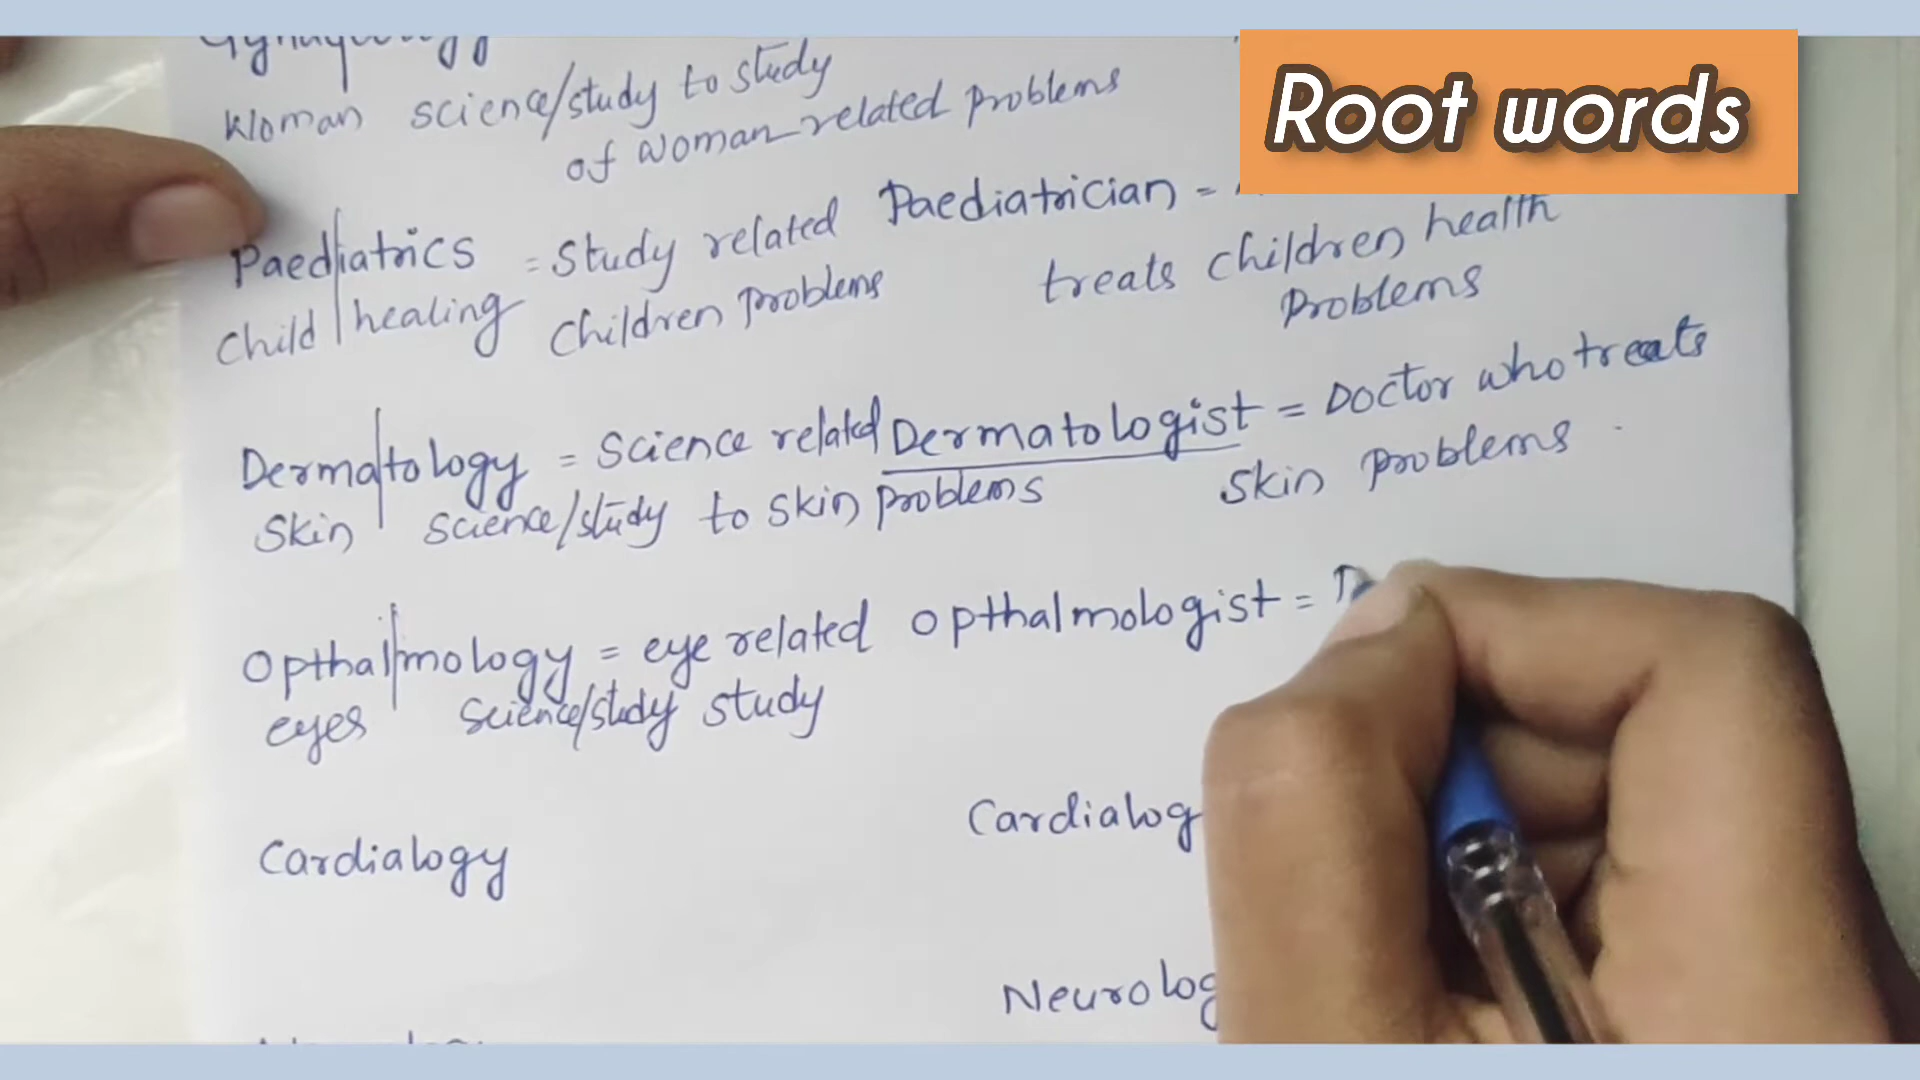 Root words
Woman science/study to study
of woman related problems
Paediatrics = Study related Paediatrician =
child healing children problems treats children health
problems
Dermatology = Science related Dermatologist = Doctor who treats
Skin science/study to skin problems skin problems
Opthalmology = eye related Opthalmologist = D
eyes science/study study
Cardialogy Cardialog
Neurolog